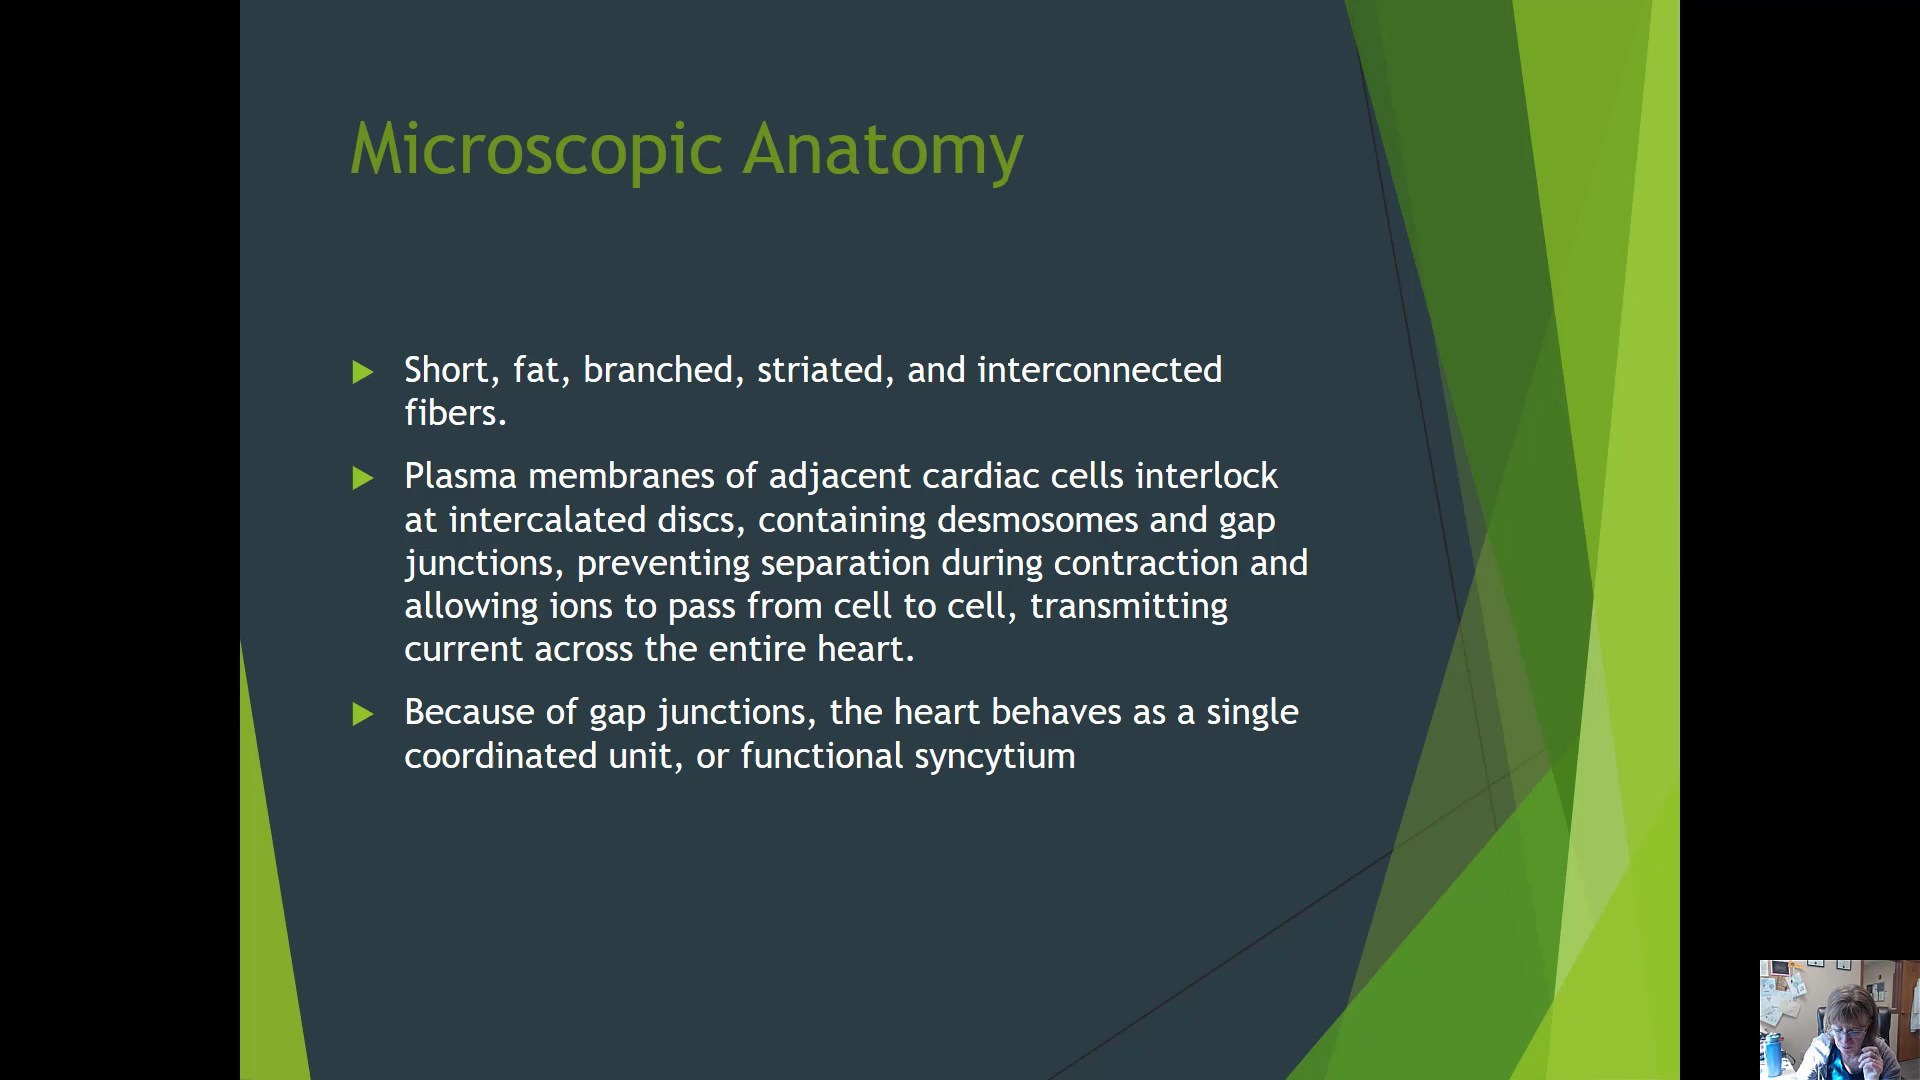 Microscopic Anatomy
Short, fat, branched, striated, and interconnected
fibers.
Plasma membranes of adjacent cardiac cells interlock
at intercalated discs, containing desmosomes and gap
junctions, preventing separation during contraction and
allowing ions to pass from cell to cell, transmitting
current across the entire heart.
Because of gap junctions, the heart behaves as a single
coordinated unit, or functional syncytium